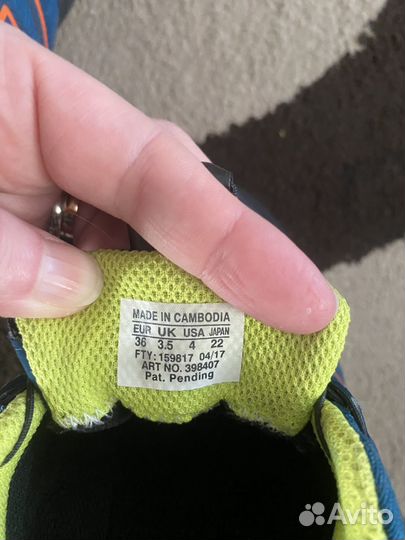 MADE IN CAMBODIA
EUR UK USA JAPAN
36 3.5 4 22
FTY: 159817 04/17
ART NO. 398407
Pat. Pending
Avito